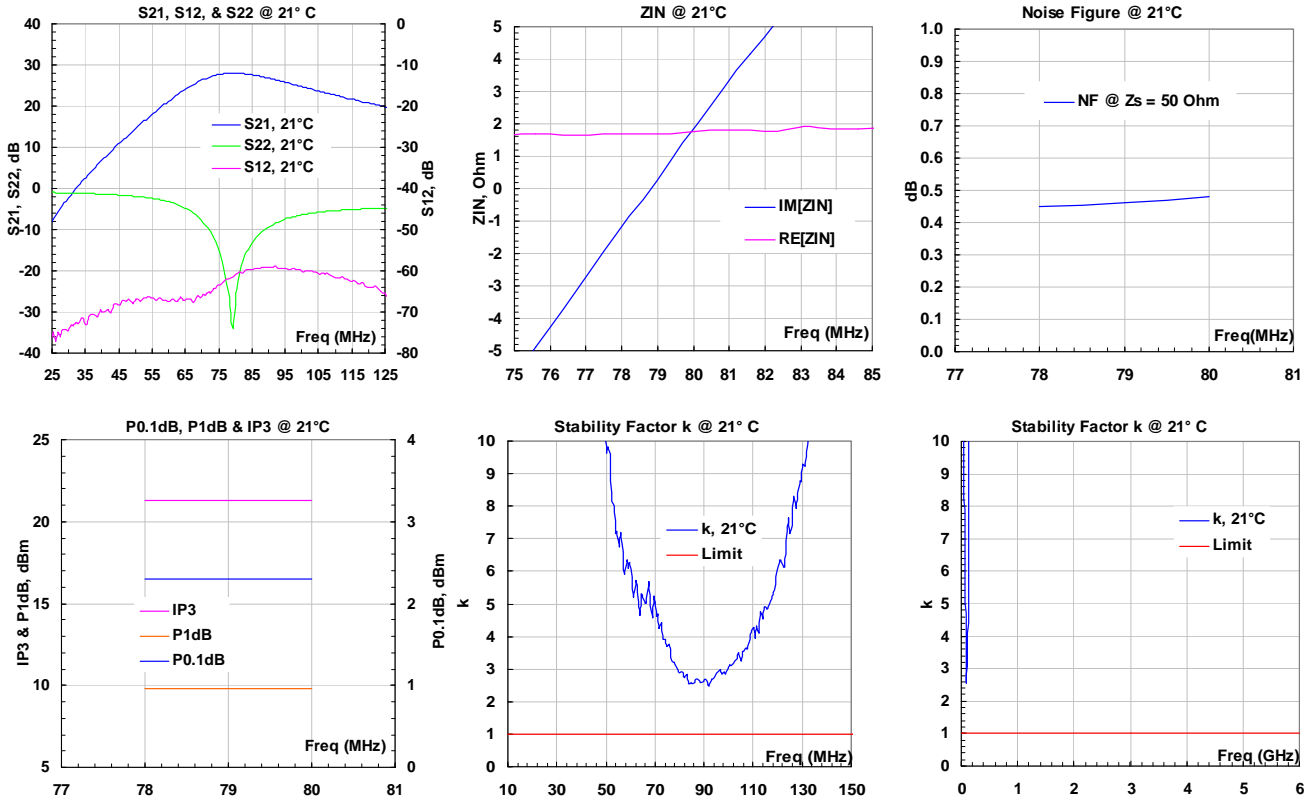 S21, S12, & S22 @ 21° C
S21, S22, dB
40
30
20
10
0
-10
-20
-30
-40
0
-10
-20
-30
-40
-50
-60
-70
-80
S12, dB
S21, 21°C
S22, 21°C
S12, 21°C
Freq (MHz)
25 35 45 55 65 75 85 95 105 115 125
ZIN @ 21°C
ZIN, Ohm
5
4
3
2
1
0
-1
-2
-3
-4
-5
IM[ZIN]
RE[ZIN]
Freq (MHz)
75 76 77 78 79 80 81 82 83 84 85
Noise Figure @ 21°C
dB
1.0
0.9
0.8
0.7
0.6
0.5
0.4
0.3
0.2
0.1
0.0
NF @ Zs = 50 Ohm
Freq(MHz)
77 78 79 80 81
P0.1dB, P1dB & IP3 @ 21°C
IP3 & P1dB, dBm
25
20
15
10
5
4
3
2
1
0
P0.1dB, dBm
IP3
P1dB
P0.1dB
Freq (MHz)
77 78 79 80 81
Stability Factor k @ 21° C
k
10
9
8
7
6
5
4
3
2
1
0
k, 21°C
Limit
Freq (MHz)
10 30 50 70 90 110 130 150
Stability Factor k @ 21° C
k
10
9
8
7
6
5
4
3
2
1
0
k, 21°C
Limit
Freq (GHz)
0 1 2 3 4 5 6